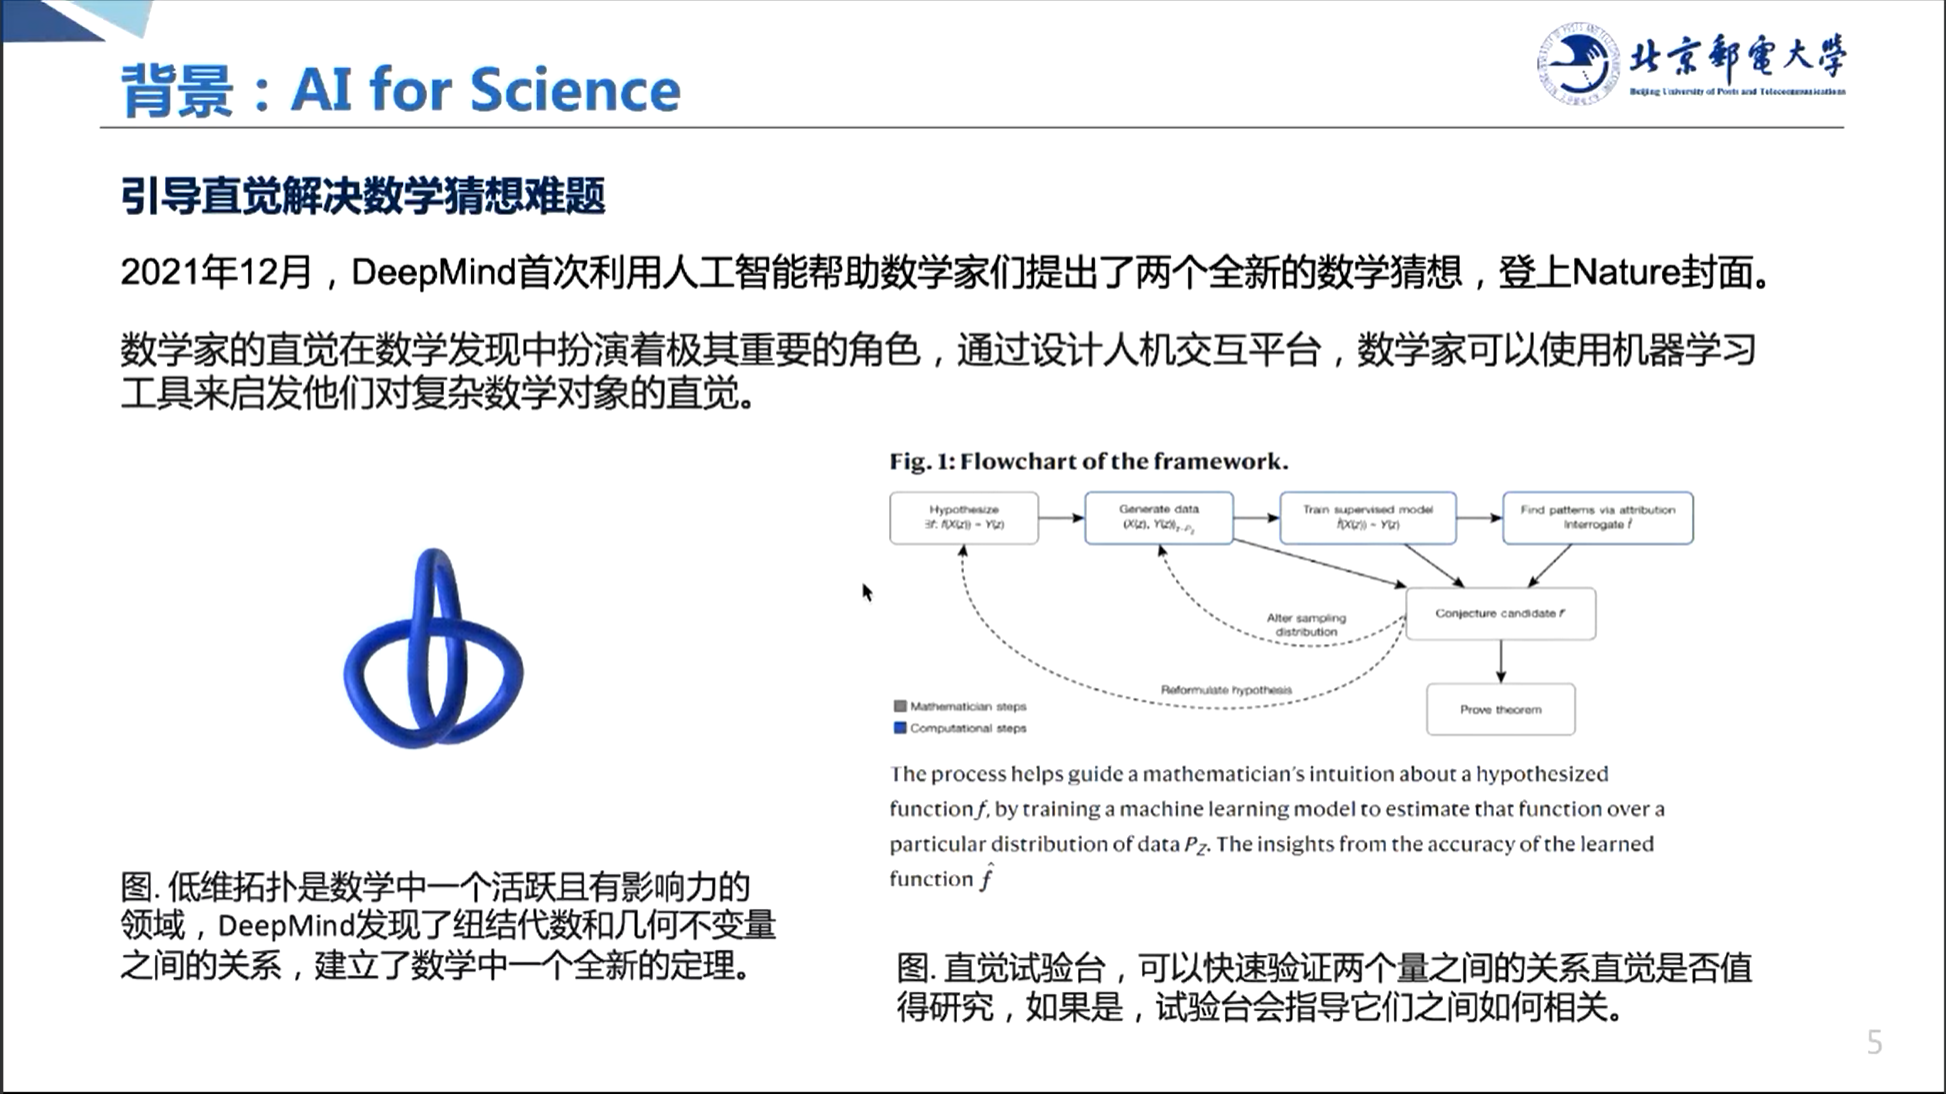 背景：AI for Science
北京郵電大學
Beijing University of Posts and Telecommunications
引导直觉解决数学猜想难题
2021年12月，DeepMind首次利用人工智能帮助数学家们提出了两个全新的数学猜想，登上Nature封面。
数学家的直觉在数学发现中扮演着极其重要的角色，通过设计人机交互平台，数学家可以使用机器学习
工具来启发他们对复杂数学对象的直觉。
Fig. 1: Flowchart of the framework.
Hypothesize
∃f: f(X(z)) ≈ Y(z)
Generate data
Train supervised model
f̂(X(z)) ≈ Y(z)
Find patterns via attribution
Interrogate f̂
Conjecture candidate f′
Alter sampling
distribution
Reformulate hypothesis
Prove theorem
Mathematician steps
Computational steps
The process helps guide a mathematician's intuition about a hypothesized
function f, by training a machine learning model to estimate that function over a
particular distribution of data P_Z. The insights from the accuracy of the learned
function f̂
图. 低维拓扑是数学中一个活跃且有影响力的
领域，DeepMind发现了纽结代数和几何不变量
之间的关系，建立了数学中一个全新的定理。
图. 直觉试验台，可以快速验证两个量之间的关系直觉是否值
得研究，如果是，试验台会指导它们之间如何相关。
5